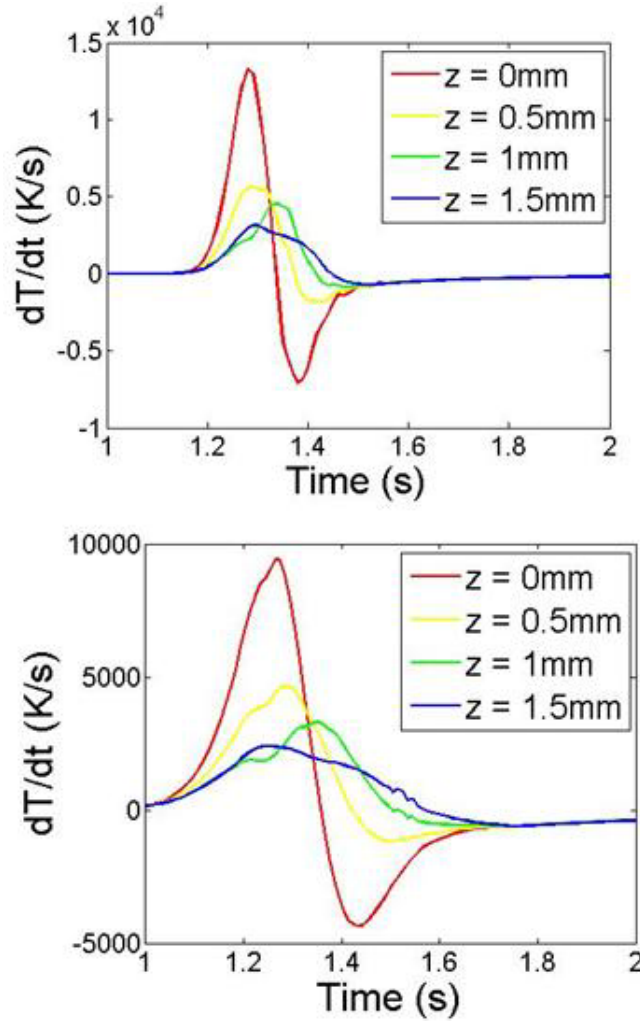 x 10^4
1.5
z = 0mm
z = 0.5mm
z = 1mm
z = 1.5mm
1
0.5
0
-0.5
-1
dT/dt (K/s)
1 1.2 1.4 1.6 1.8 2
Time (s)
10000
z = 0mm
z = 0.5mm
z = 1mm
z = 1.5mm
5000
0
-5000
dT/dt (K/s)
1 1.2 1.4 1.6 1.8 2
Time (s)